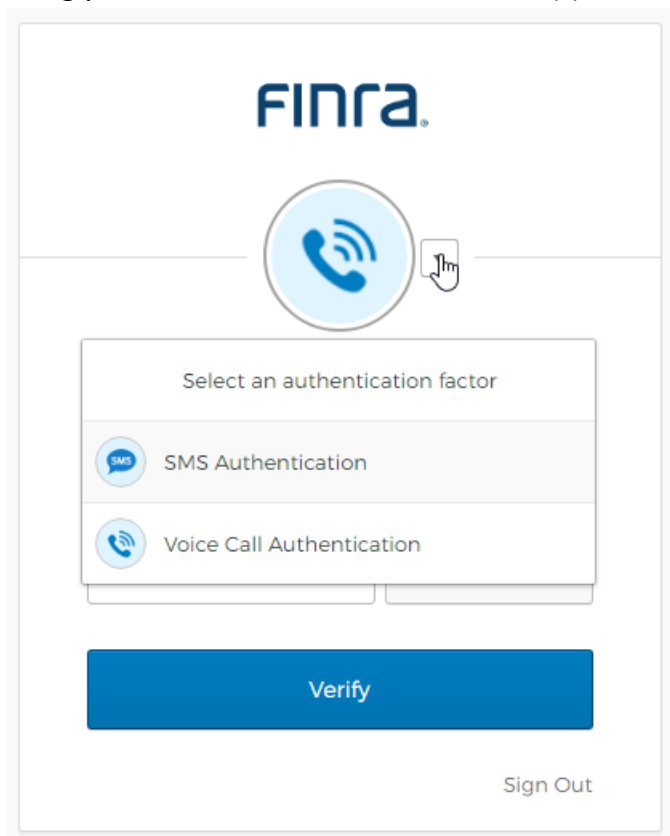 FINra.
Select an authentication factor
SMS
SMS Authentication
Voice Call Authentication
Verify
Sign Out